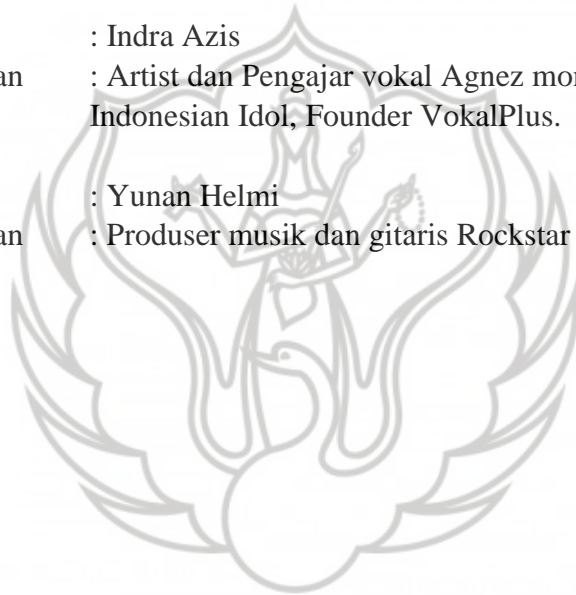 : Indra Azis
an : Artist dan Pengajar vokal Agnez mo
Indonesian Idol, Founder VokalPlus.
: Yunan Helmi
an : Produser musik dan gitaris Rockstar